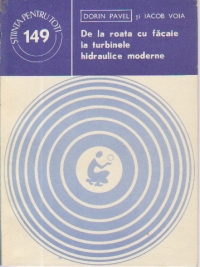 ȘTIINȚA PENTRU TOȚI
149
DORIN PAVEL și IACOB VOIA
De la roata cu făcaie
la turbinele
hidraulice moderne